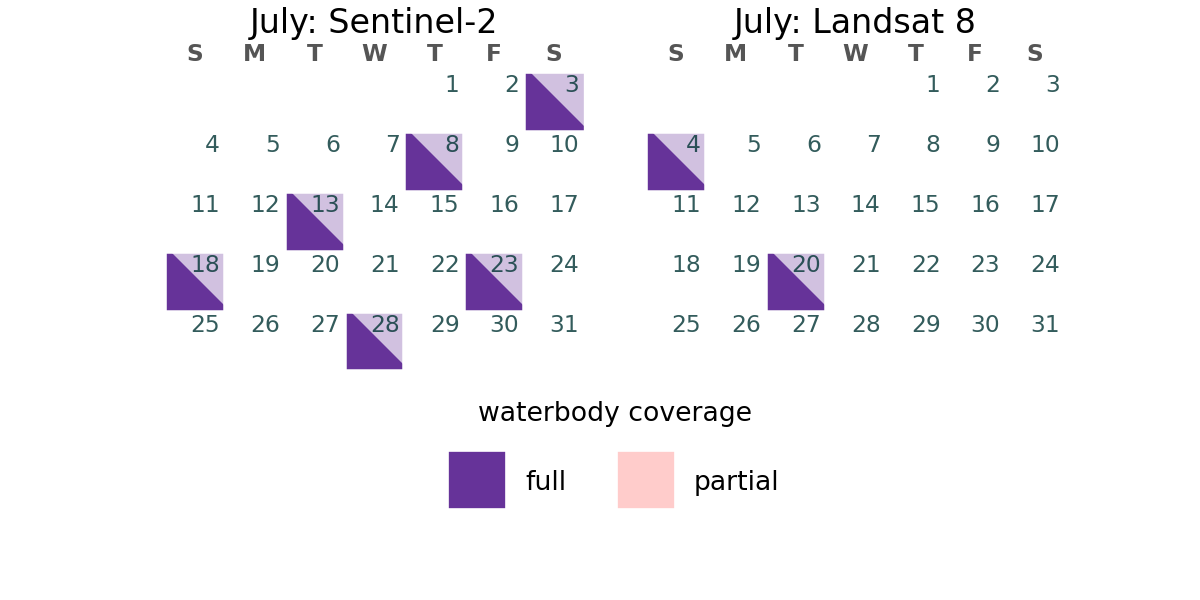 July: Sentinel-2
S M T W T F S
1 2 3
4 5 6 7 8 9 10
11 12 13 14 15 16 17
18 19 20 21 22 23 24
25 26 27 28 29 30 31
July: Landsat 8
S M T W T F S
1 2 3
4 5 6 7 8 9 10
11 12 13 14 15 16 17
18 19 20 21 22 23 24
25 26 27 28 29 30 31
waterbody coverage
full partial